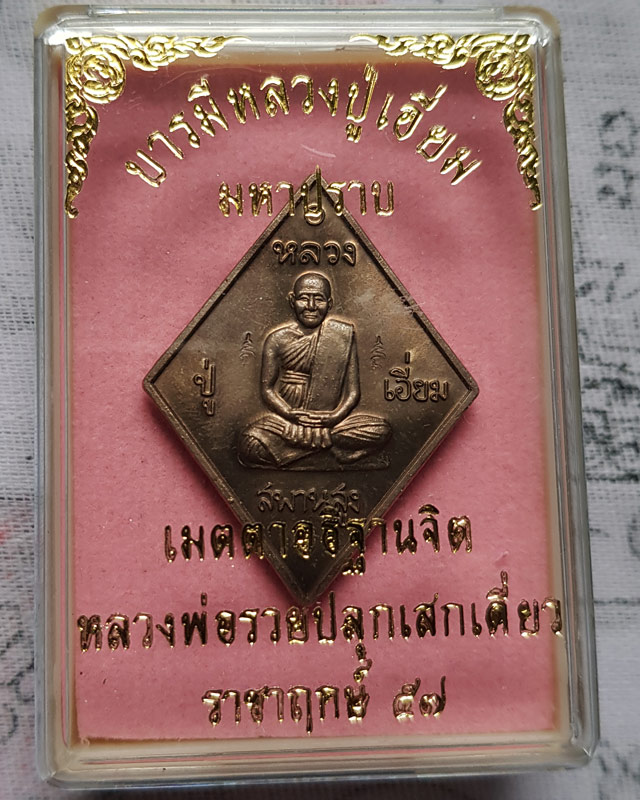 บารมีหลวงปู่เอี่ยม
มหาปราบ
หลวง
ปู่ เอี่ยม
สพานสูง
เมตตาอธิฐานจิต
หลวงพ่อรวยปลุกเสกเดี่ยว
ราชาฤกษ์ ๕๗